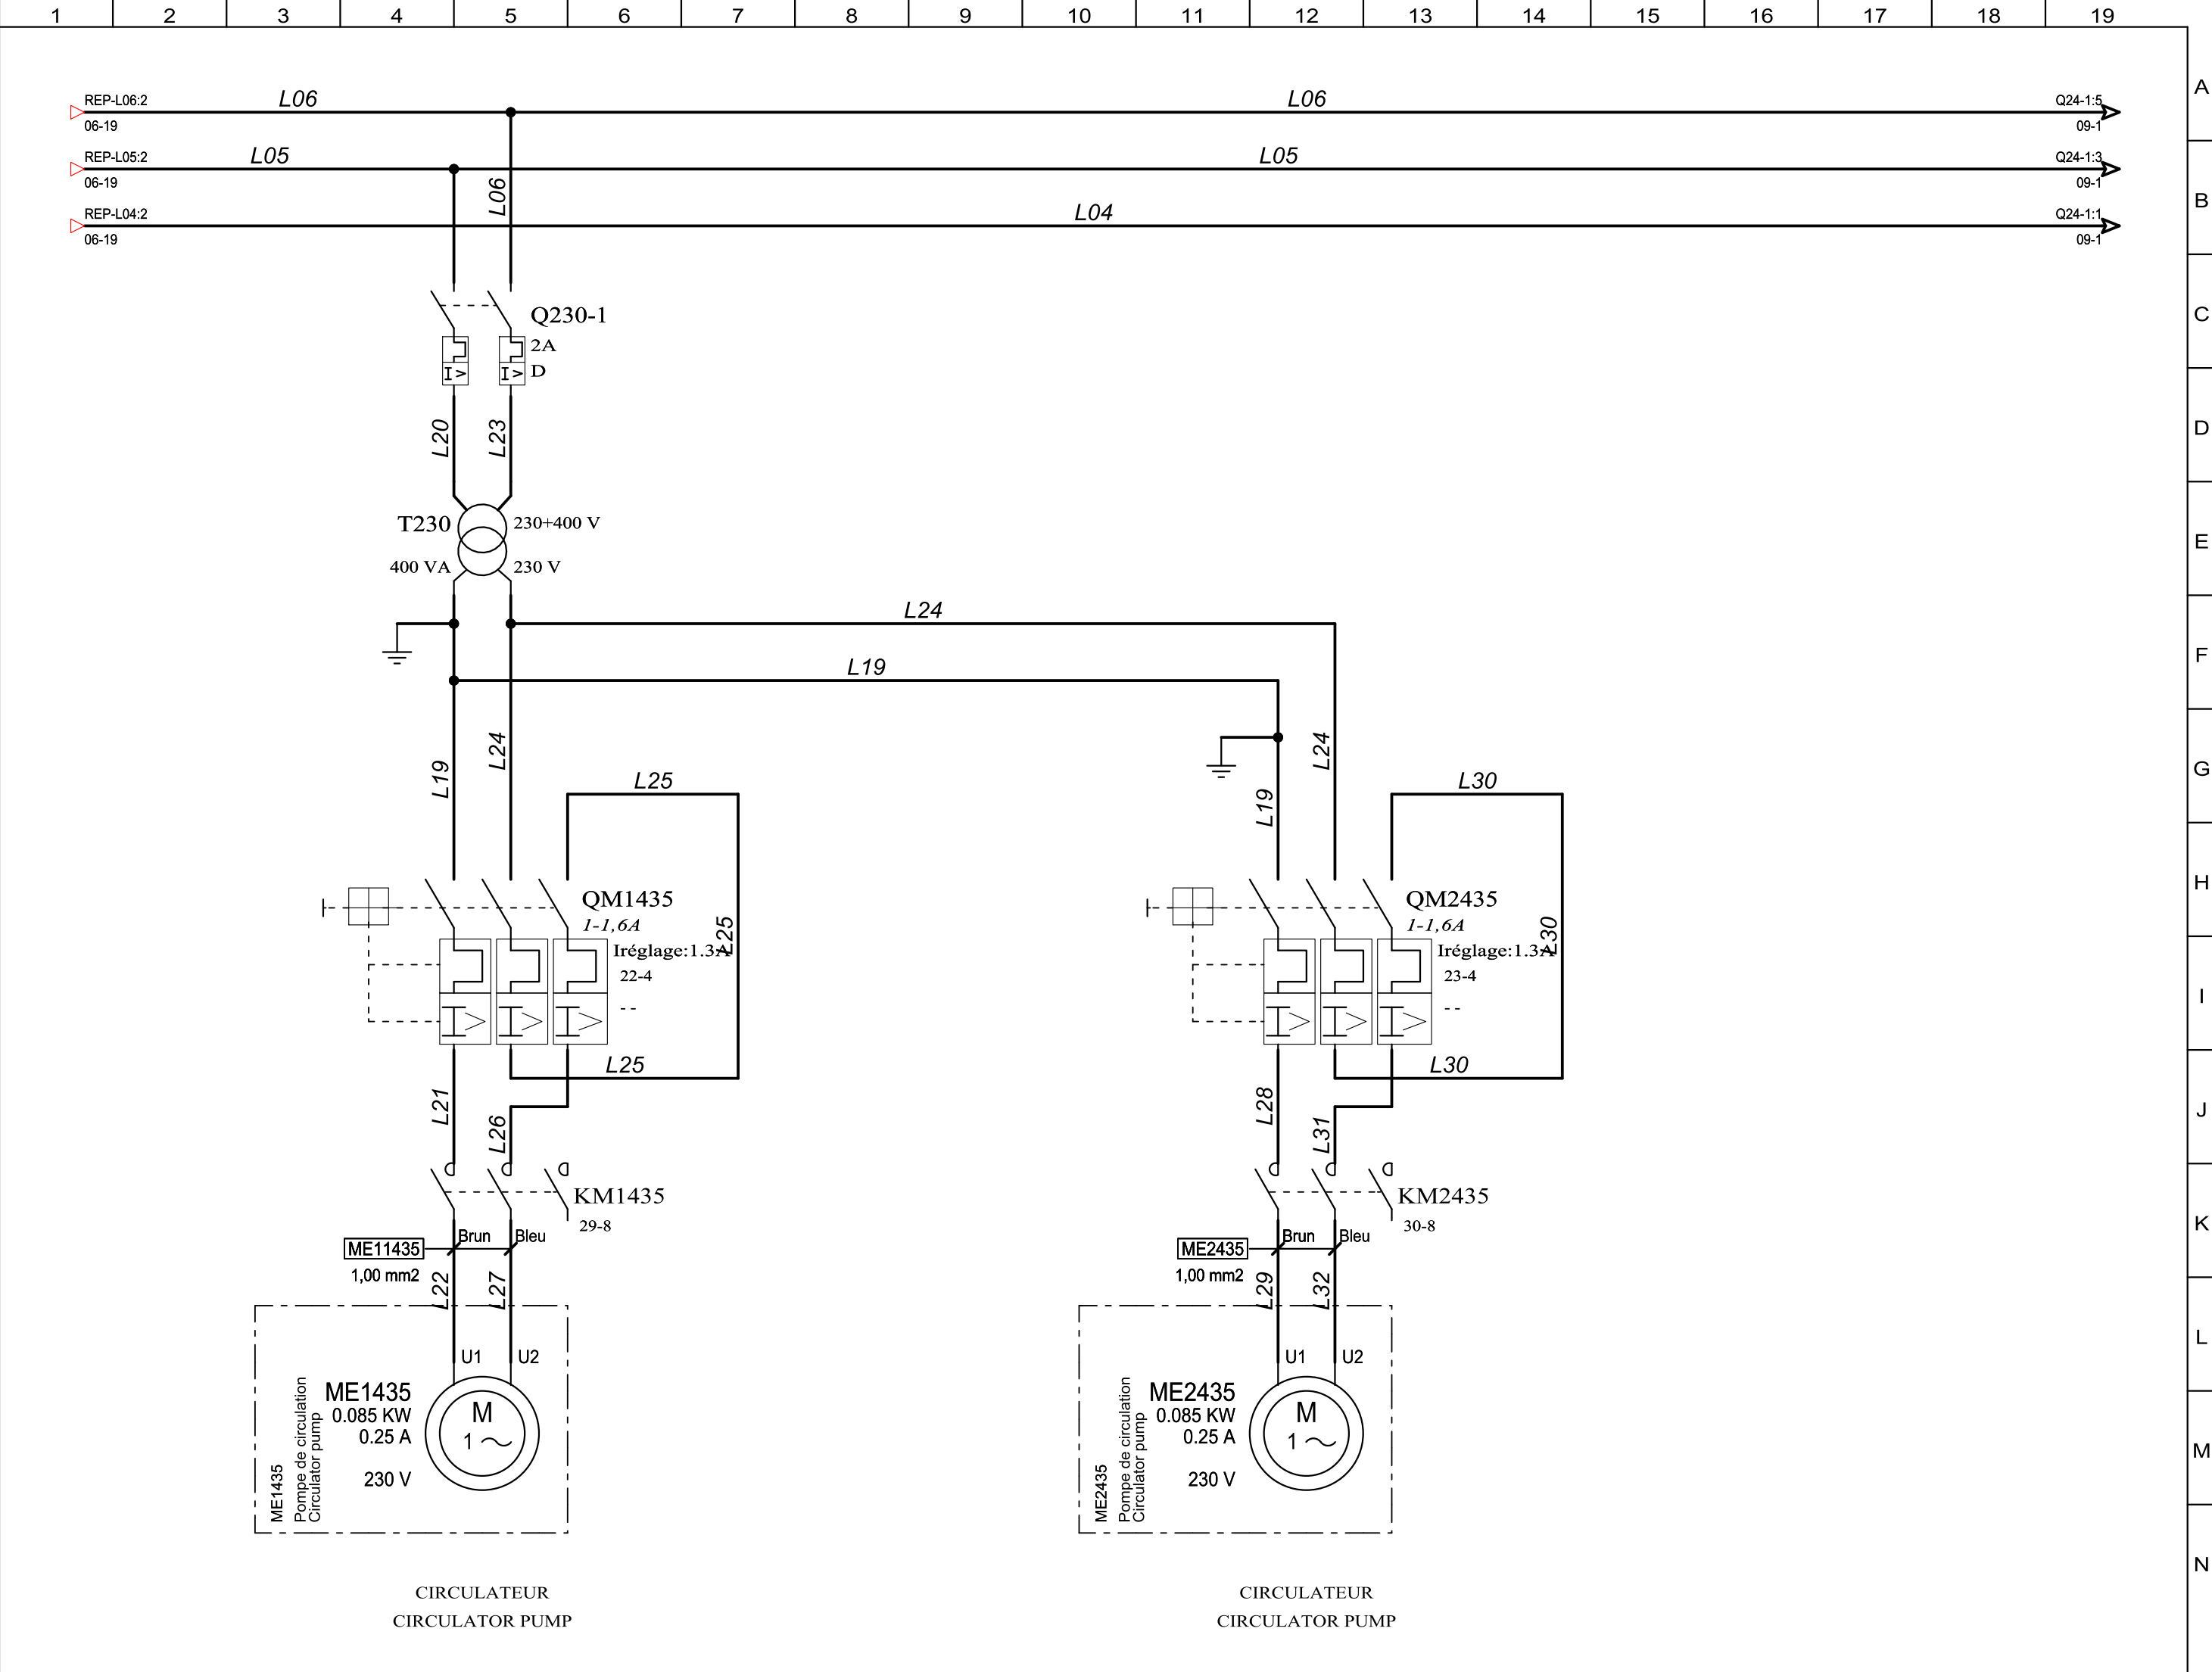 1 2 3 4 5 6 7 8 9 10 11 12 13 14 15 16 17 18 19
A
REP-L06:2 L06 L06 Q24-1:5
06-19 09-1
REP-L05:2 L05 L05 Q24-1:3
06-19 09-1
B
L06
REP-L04:2 L04 Q24-1:1
06-19 09-1
C
Q230-1
2A
I > I > D
D
L20 L23
T230 230+400 V
E
400 VA 230 V
L24
F
L19
L19 L24 L24
G
L25 L30
L19
H
QM1435 QM2435
1-1,6A 1-1,6A
L25 L30
Iréglage:1.3A Iréglage:1.3A
22-4 23-4
I
-- --
L25 L30
L21 L28
J
L26 L31
KM1435 KM2435
29-8 30-8
K
Brun Bleu Brun Bleu
ME11435 ME2435
1,00 mm2 1,00 mm2
L22 L27 L29 L32
L
U1 U2 U1 U2
ME1435 ME2435
0.085 KW M 0.085 KW M
0.25 A 1 0.25 A 1
M
230 V 230 V
ME1435
Pompe de circulation
Circulator pump
ME2435
Pompe de circulation
Circulator pump
N
CIRCULATEUR CIRCULATEUR
CIRCULATOR PUMP CIRCULATOR PUMP